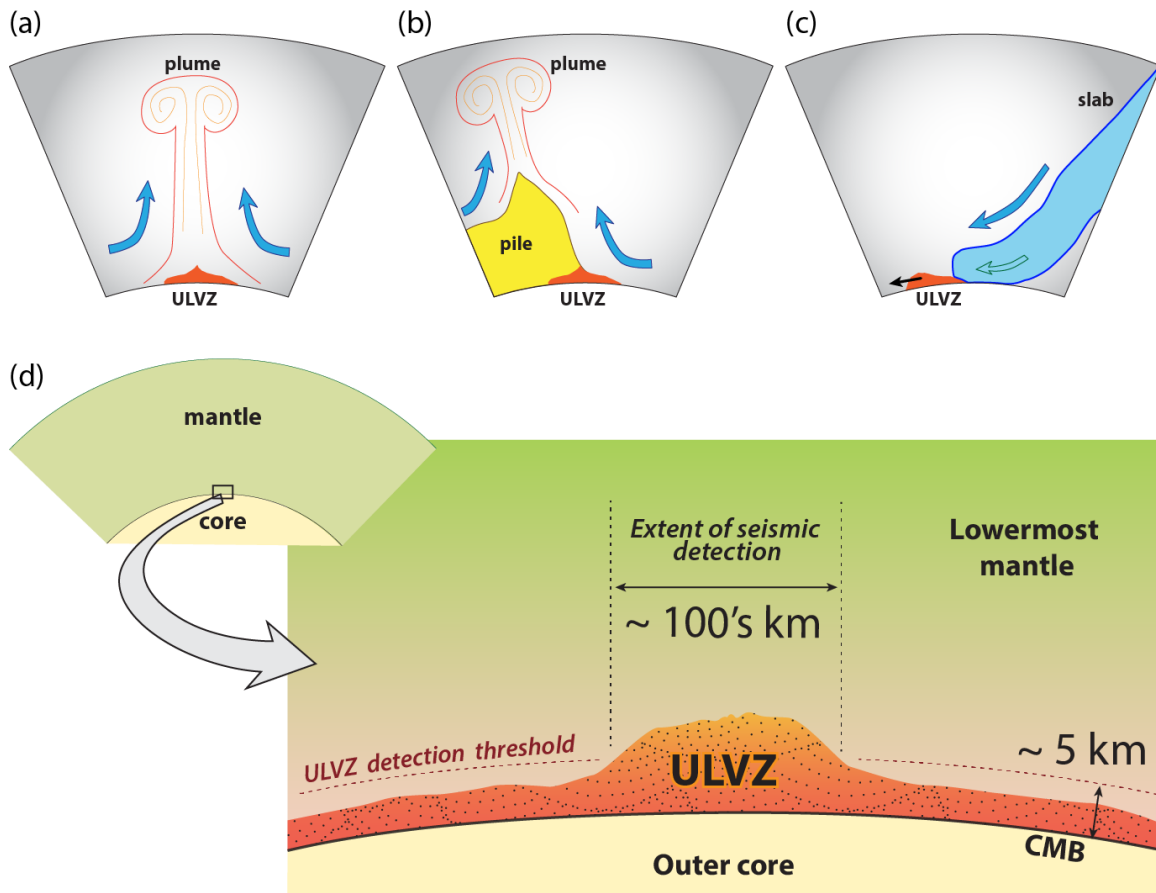 (a)
plume
ULVZ
(b)
plume
pile
ULVZ
(c)
slab
ULVZ
(d)
mantle
core
Extent of seismic
detection
~ 100's km
Lowermost
mantle
ULVZ detection threshold
ULVZ
~ 5 km
CMB
Outer core